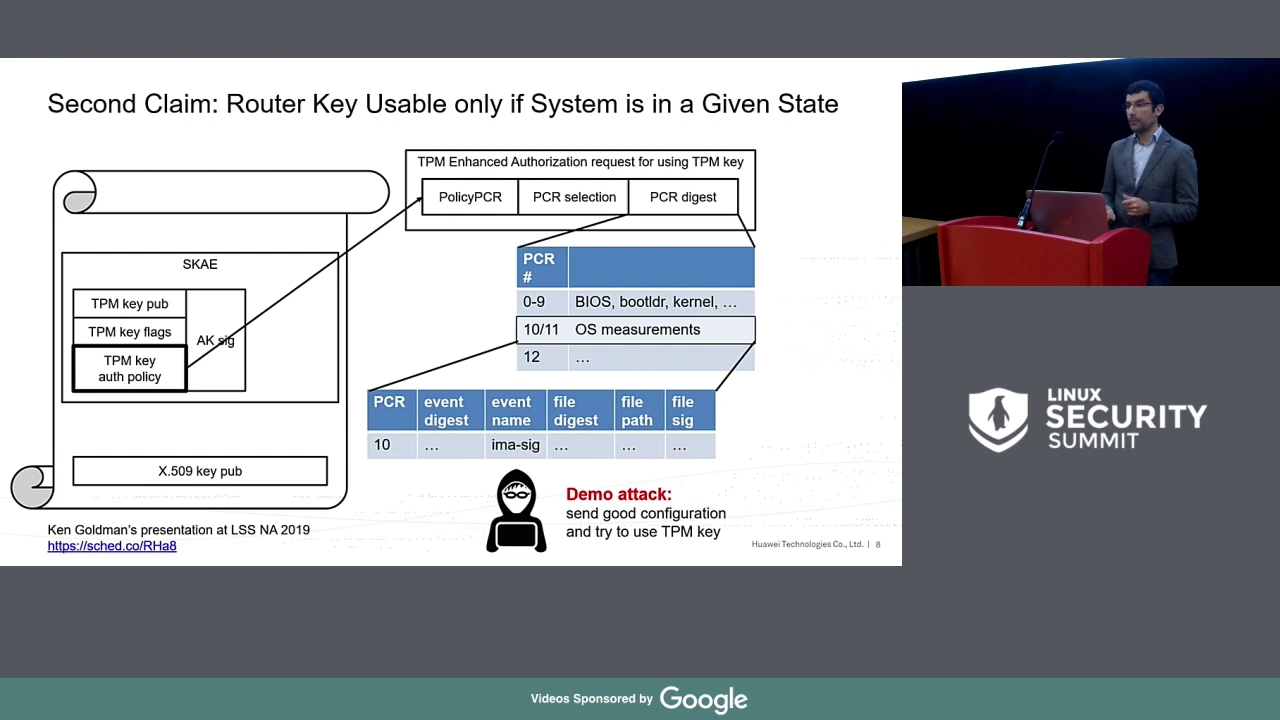 Second Claim: Router Key Usable only if System is in a Given State
TPM Enhanced Authorization request for using TPM key
PolicyPCR
PCR selection
PCR digest
SKAE
TPM key pub
TPM key flags
TPM key
auth policy
AK sig
PCR
#
0-9
BIOS, bootldr, kernel, …
10/11
OS measurements
12
…
PCR
event
digest
event
name
file
digest
file
path
file
sig
10
…
ima-sig
…
…
…
X.509 key pub
Demo attack:
send good configuration
and try to use TPM key
Ken Goldman's presentation at LSS NA 2019
https://sched.co/RHa8
Huawei Technologies Co., Ltd. | 8
LINUX
SECURITY
SUMMIT
Videos Sponsored by Google